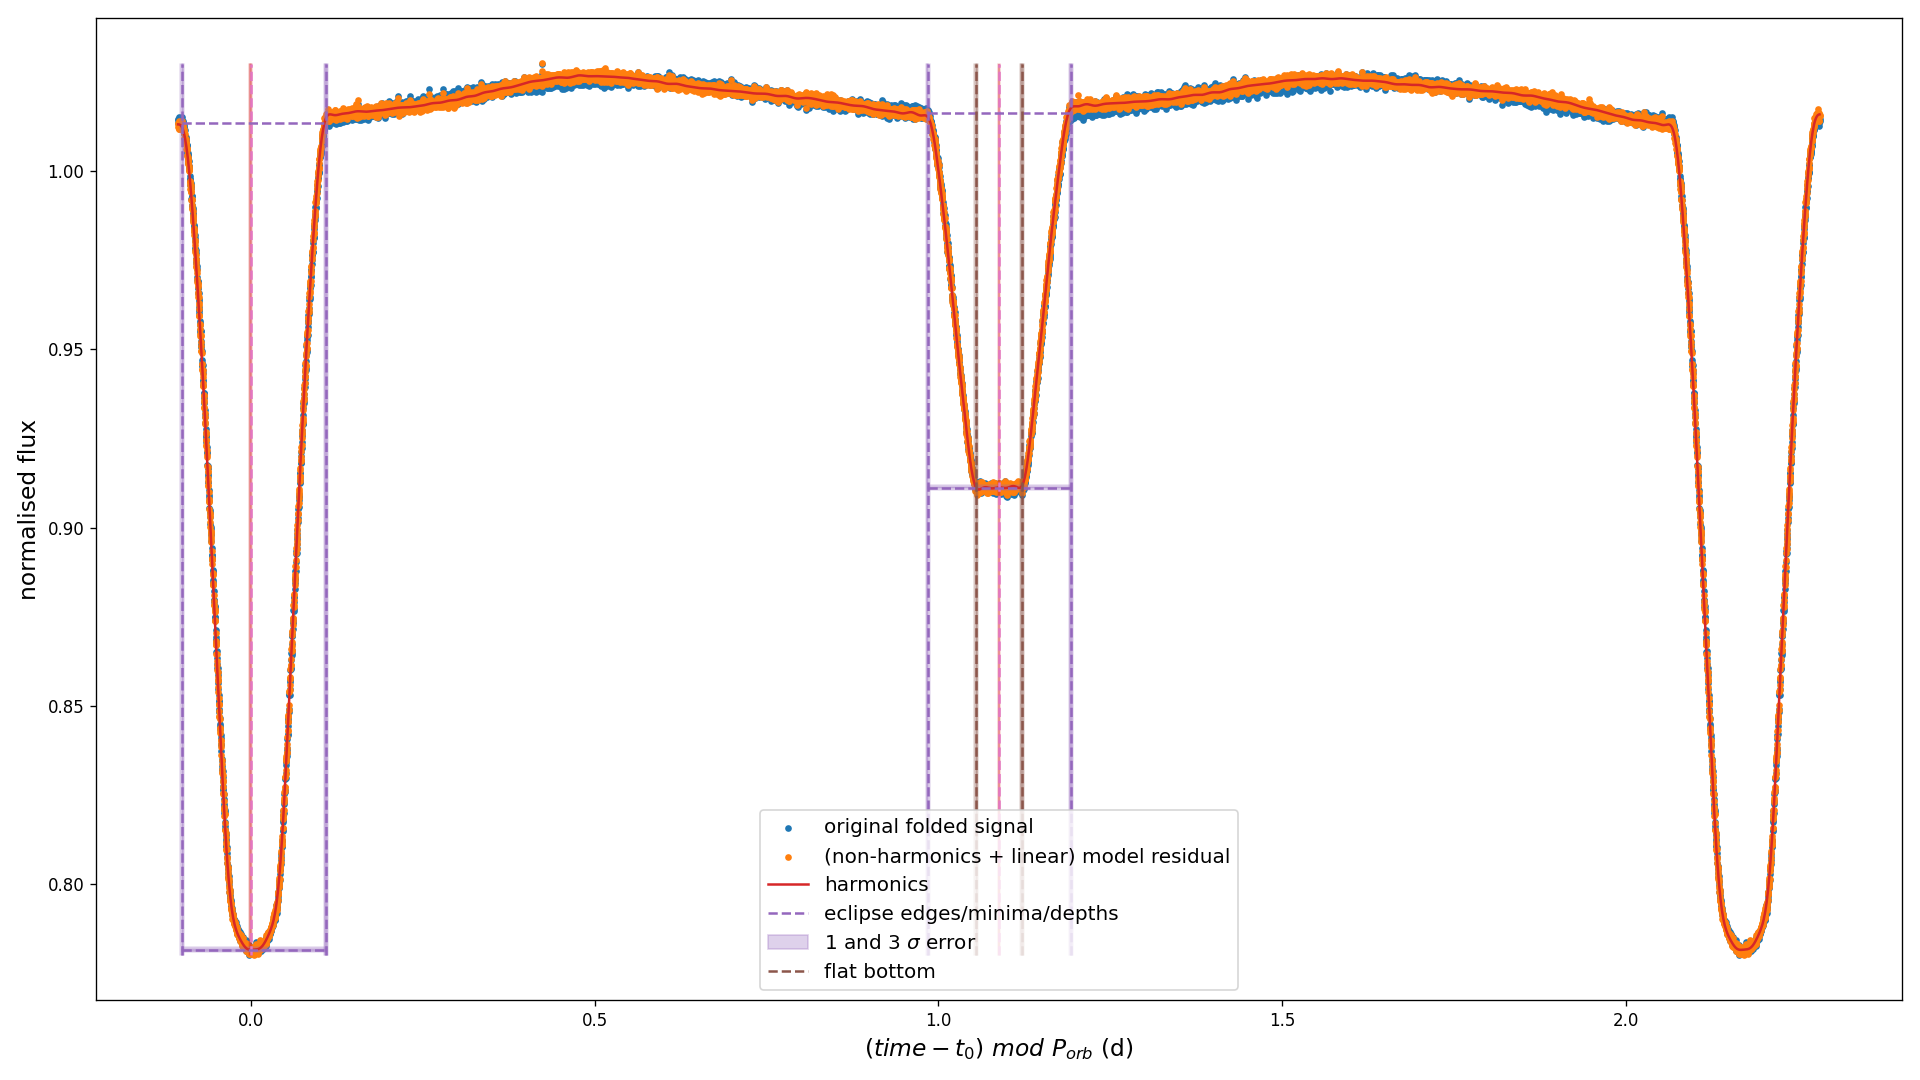 normalised flux
1.00
0.95
0.90
0.85
0.80
original folded signal
(non-harmonics + linear) model residual
harmonics
eclipse edges/minima/depths
1 and 3 σ error
flat bottom
0.0 0.5 1.0 1.5 2.0
(time − t₀) mod Pₒᵣb (d)